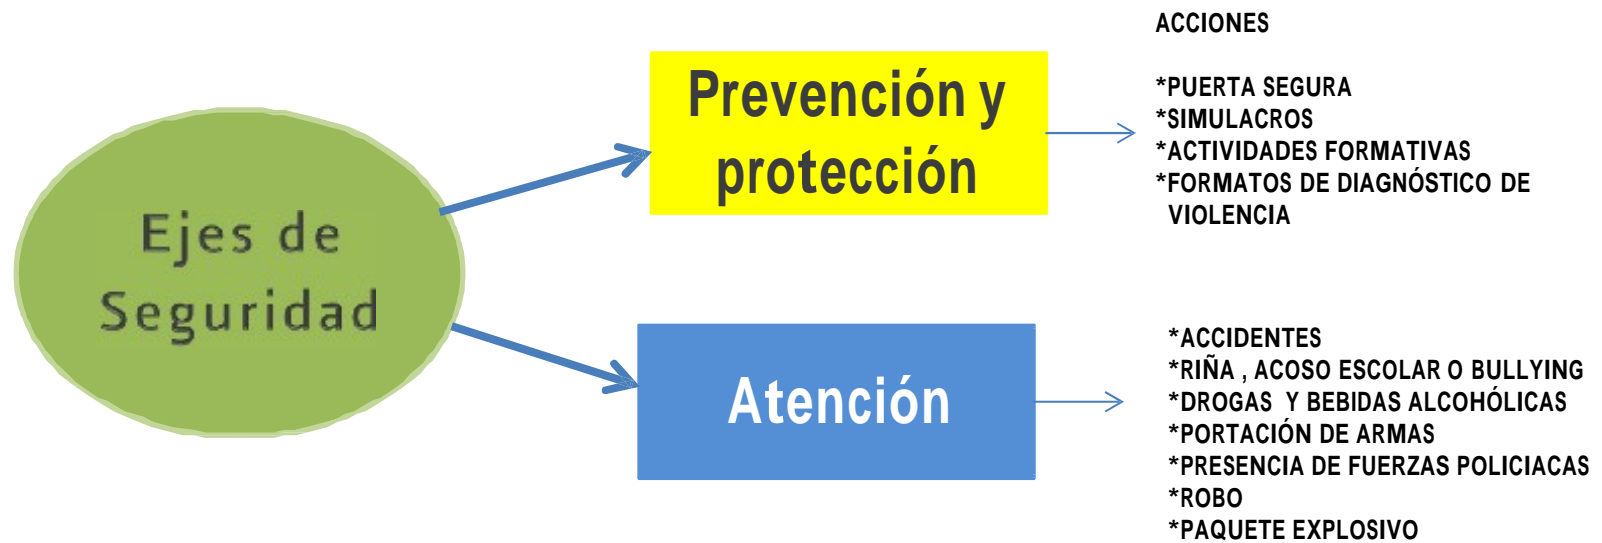 Ejes de
Seguridad
Prevención y
protección
ACCIONES
*PUERTA SEGURA
*SIMULACROS
*ACTIVIDADES FORMATIVAS
*FORMATOS DE DIAGNÓSTICO DE
VIOLENCIA
Atención
*ACCIDENTES
*RIÑA , ACOSO ESCOLAR O BULLYING
*DROGAS Y BEBIDAS ALCOHÓLICAS
*PORTACIÓN DE ARMAS
*PRESENCIA DE FUERZAS POLICIACAS
*ROBO
*PAQUETE EXPLOSIVO